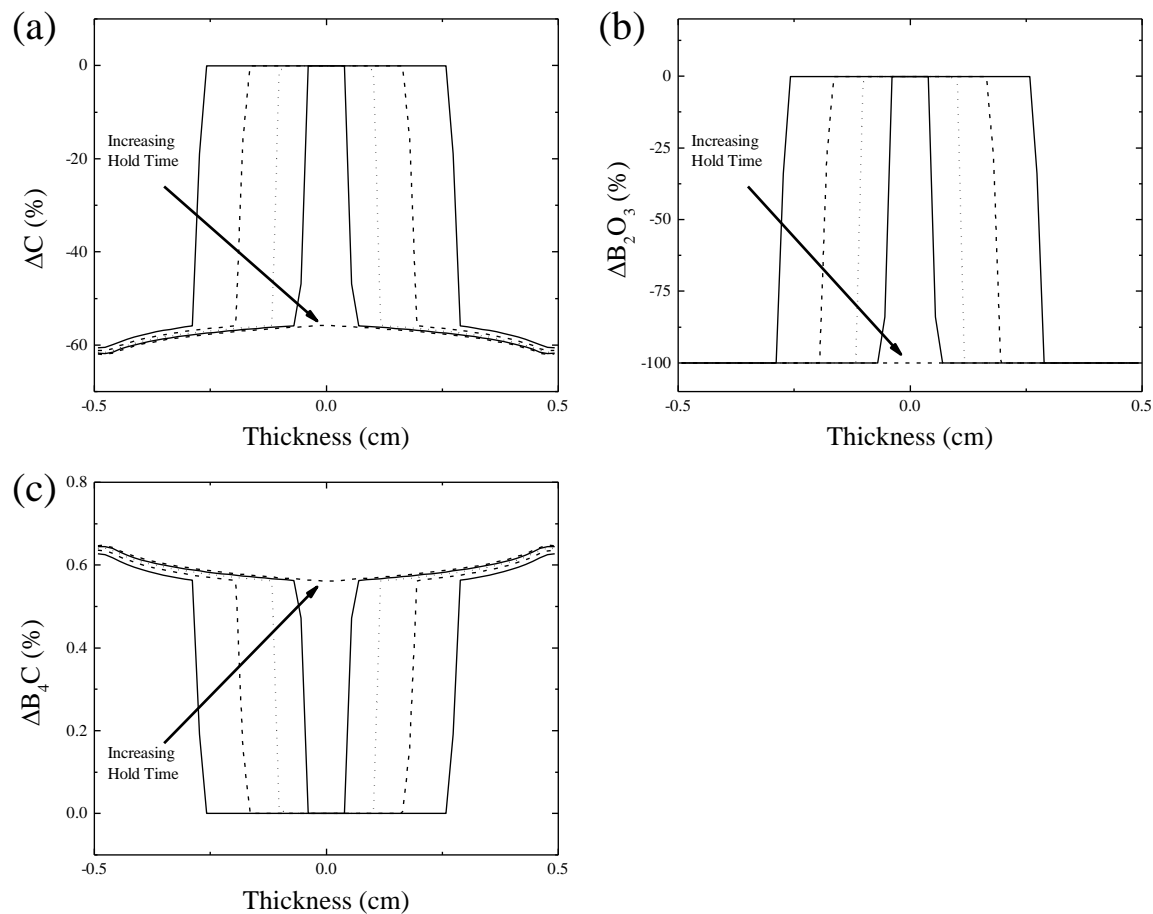 (a)
0
-20
-40
-60
ΔC (%)
Increasing
Hold Time
-0.5
0.0
0.5
Thickness (cm)
(b)
0
-25
-50
-75
-100
ΔB₂O₃ (%)
Increasing
Hold Time
-0.5
0.0
0.5
Thickness (cm)
(c)
0.8
0.6
0.4
0.2
0.0
ΔB₄C (%)
Increasing
Hold Time
-0.5
0.0
0.5
Thickness (cm)